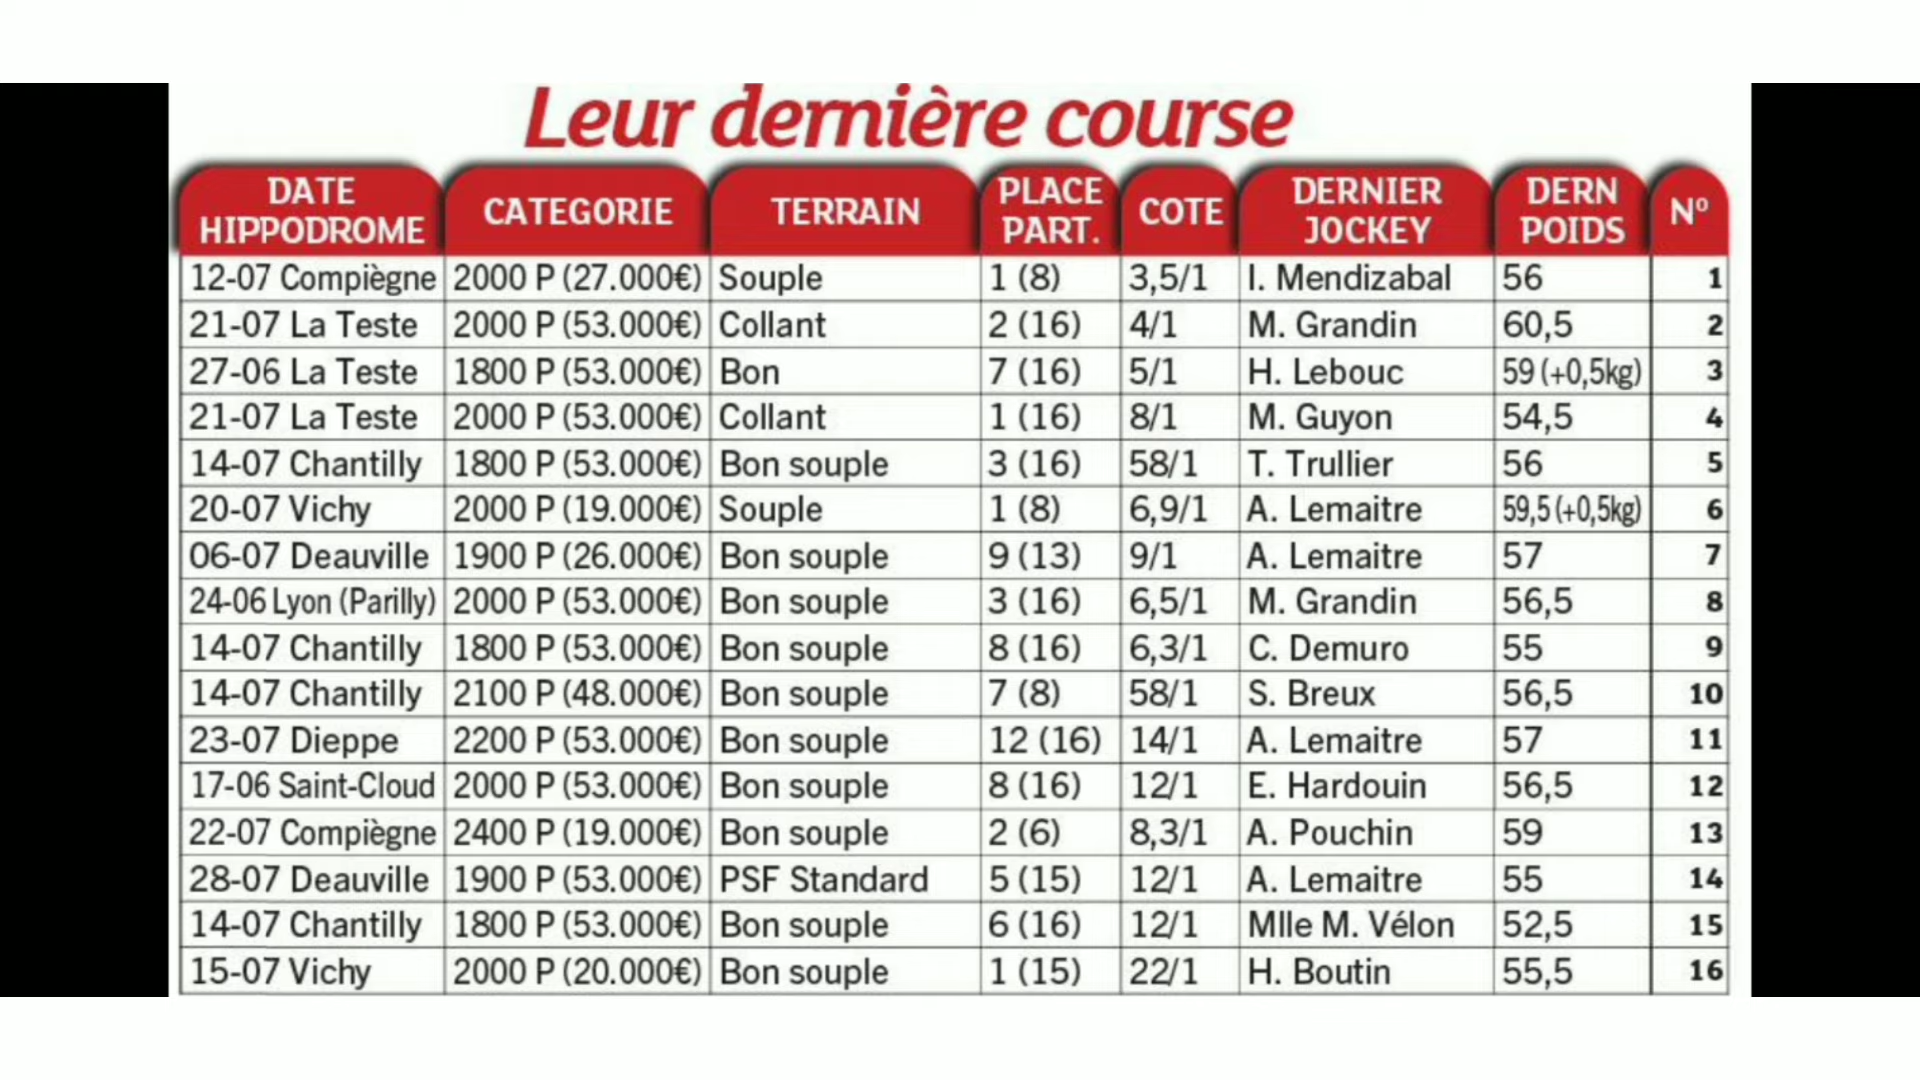 Leur dernière course
DATE HIPPODROME CATEGORIE TERRAIN PLACE PART. COTE DERNIER JOCKEY DERN POIDS Nº
12-07 Compiègne 2000 P (27.000€) Souple 1 (8) 3,5/1 I. Mendizabal 56 1
21-07 La Teste 2000 P (53.000€) Collant 2 (16) 4/1 M. Grandin 60,5 2
27-06 La Teste 1800 P (53.000€) Bon 7 (16) 5/1 H. Lebouc 59 (+0,5kg) 3
21-07 La Teste 2000 P (53.000€) Collant 1 (16) 8/1 M. Guyon 54,5 4
14-07 Chantilly 1800 P (53.000€) Bon souple 3 (16) 58/1 T. Trullier 56 5
20-07 Vichy 2000 P (19.000€) Souple 1 (8) 6,9/1 A. Lemaitre 59,5 (+0,5kg) 6
06-07 Deauville 1900 P (26.000€) Bon souple 9 (13) 9/1 A. Lemaitre 57 7
24-06 Lyon (Parilly) 2000 P (53.000€) Bon souple 3 (16) 6,5/1 M. Grandin 56,5 8
14-07 Chantilly 1800 P (53.000€) Bon souple 8 (16) 6,3/1 C. Demuro 55 9
14-07 Chantilly 2100 P (48.000€) Bon souple 7 (8) 58/1 S. Breux 56,5 10
23-07 Dieppe 2200 P (53.000€) Bon souple 12 (16) 14/1 A. Lemaitre 57 11
17-06 Saint-Cloud 2000 P (53.000€) Bon souple 8 (16) 12/1 E. Hardouin 56,5 12
22-07 Compiègne 2400 P (19.000€) Bon souple 2 (6) 8,3/1 A. Pouchin 59 13
28-07 Deauville 1900 P (53.000€) PSF Standard 5 (15) 12/1 A. Lemaitre 55 14
14-07 Chantilly 1800 P (53.000€) Bon souple 6 (16) 12/1 Mlle M. Vélon 52,5 15
15-07 Vichy 2000 P (20.000€) Bon souple 1 (15) 22/1 H. Boutin 55,5 16